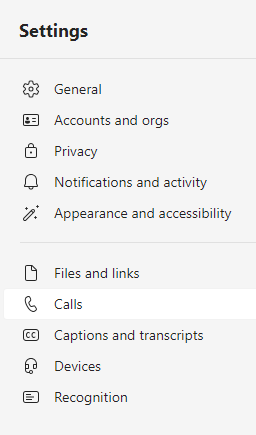 Settings
General
Accounts and orgs
Privacy
Notifications and activity
Appearance and accessibility
Files and links
Calls
CC Captions and transcripts
Devices
Recognition